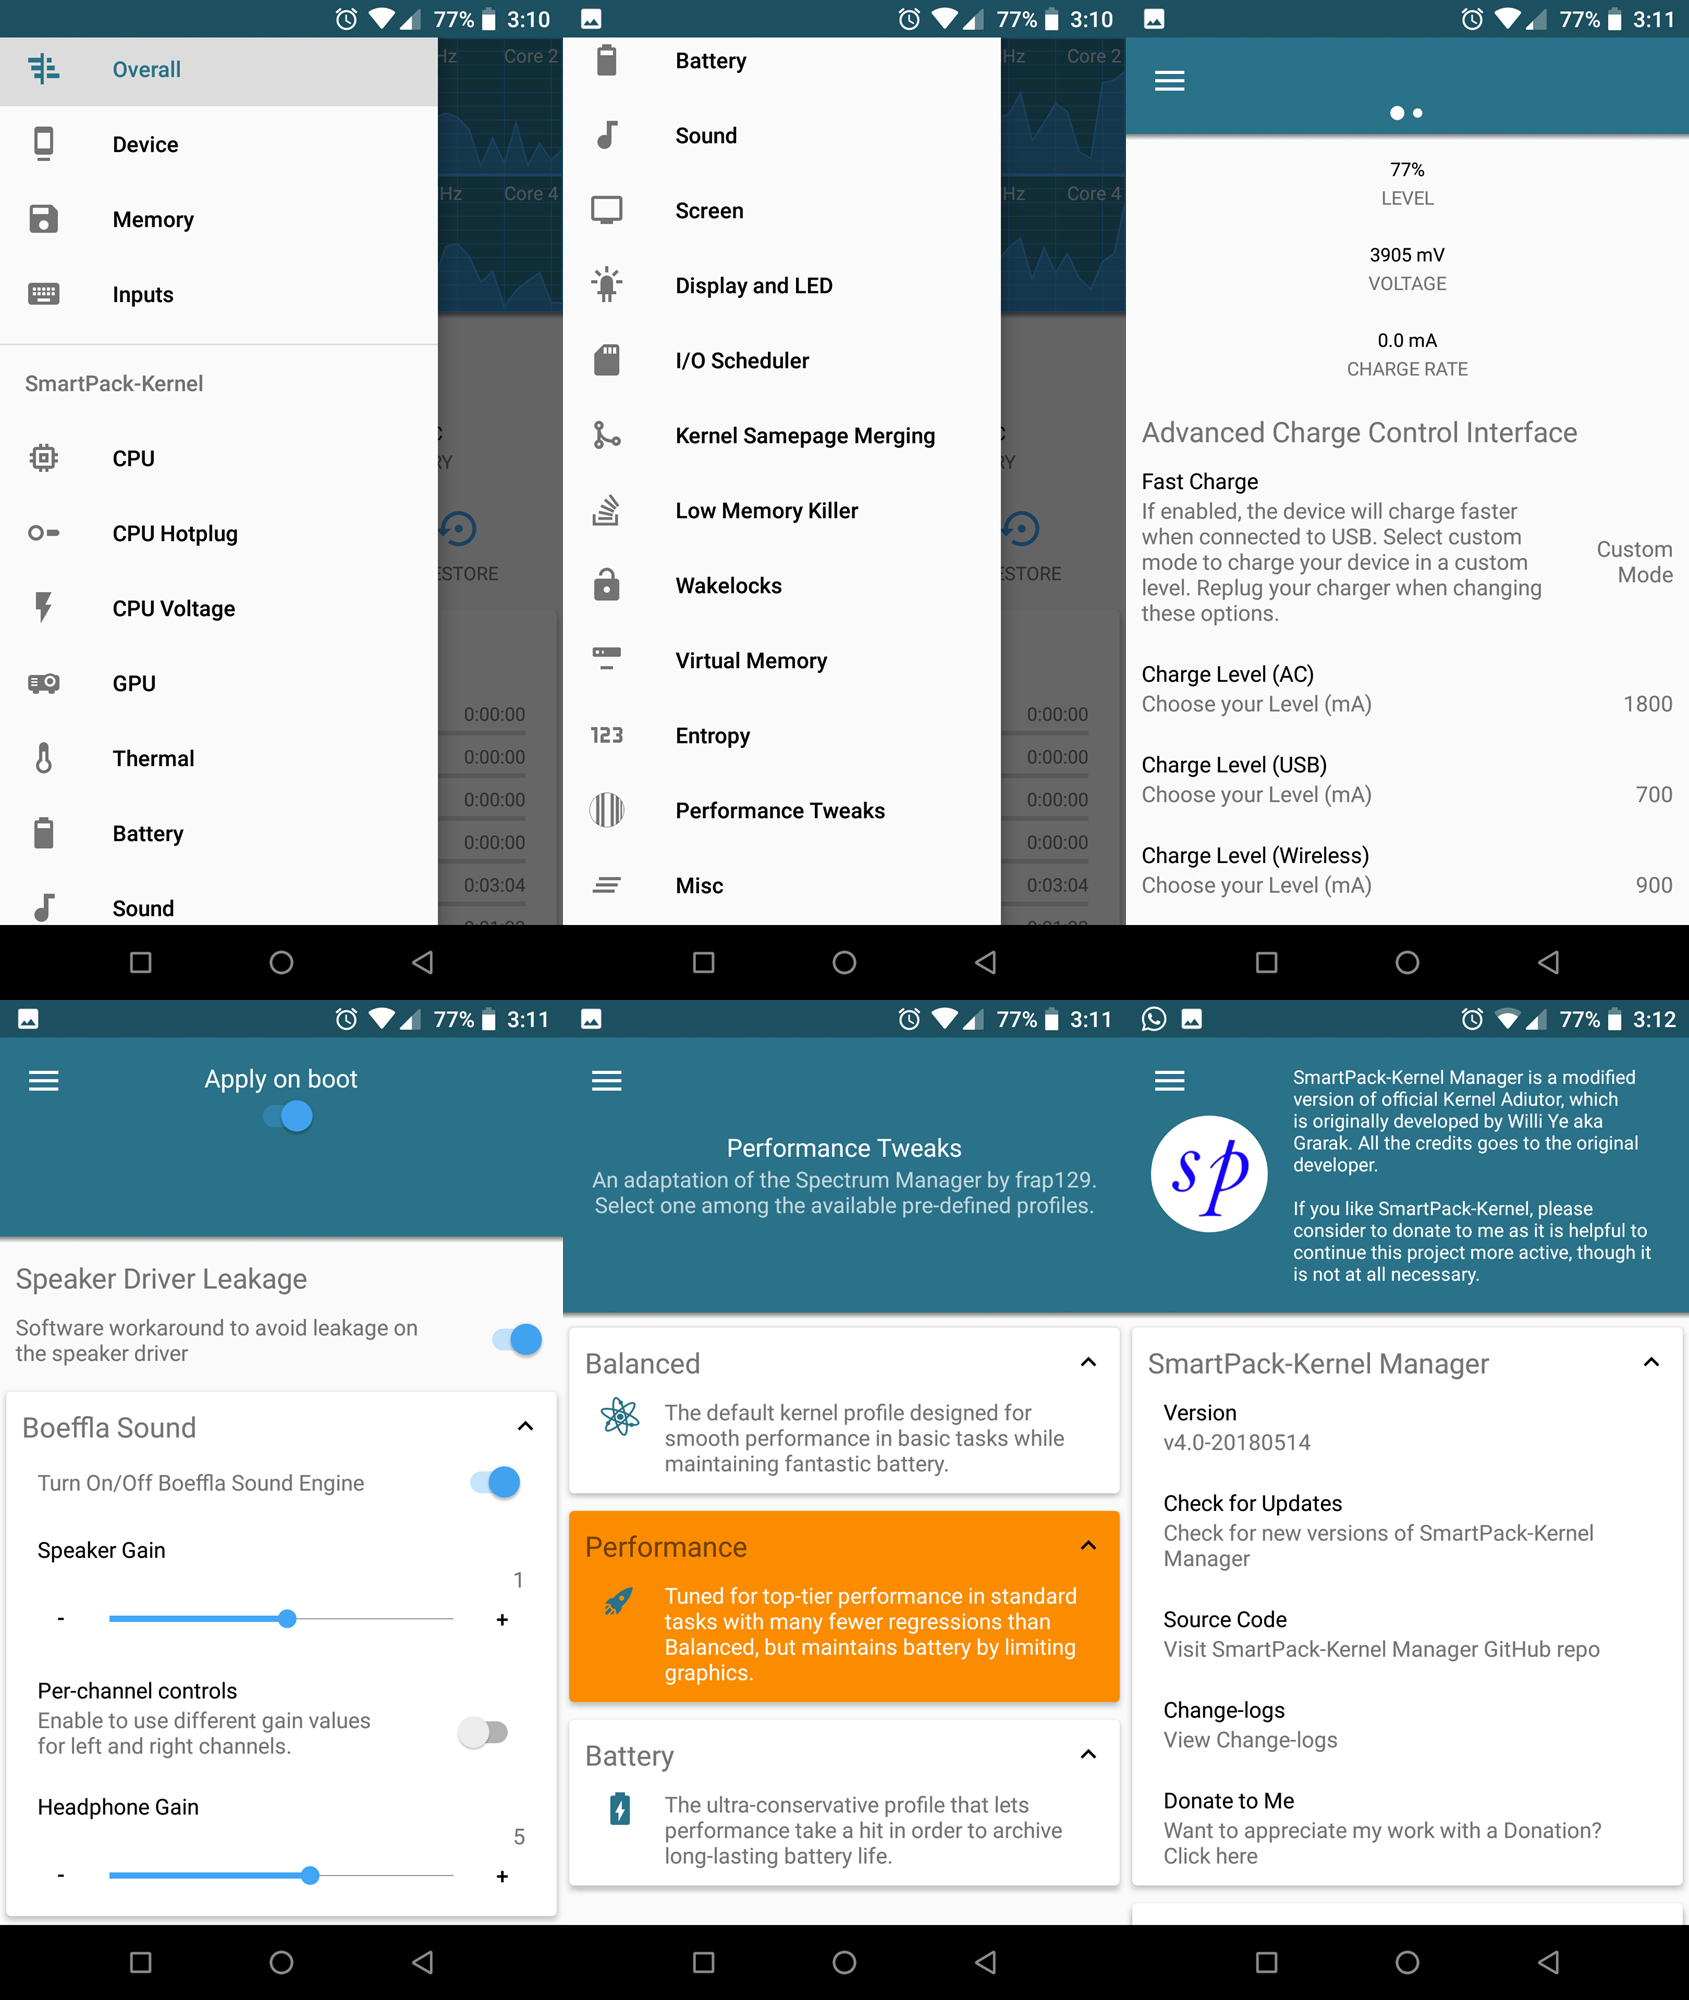 77% 3:10
Overall
Device
Memory
Inputs
SmartPack-Kernel
CPU
CPU Hotplug
CPU Voltage
GPU
Thermal
Battery
Sound
Hz Core 2
Hz Core 4
RY
ESTORE
0:00:00
0:00:00
0:00:00
0:00:00
0:03:04
77% 3:10
Battery
Sound
Screen
Display and LED
I/O Scheduler
Kernel Samepage Merging
Low Memory Killer
Wakelocks
Virtual Memory
123 Entropy
Performance Tweaks
Misc
Hz Core 2
Hz Core 4
RY
ESTORE
0:00:00
0:00:00
0:00:00
0:00:00
0:03:04
77% 3:11
77%
LEVEL
3905 mV
VOLTAGE
0.0 mA
CHARGE RATE
Advanced Charge Control Interface
Fast Charge
If enabled, the device will charge faster
when connected to USB. Select custom
mode to charge your device in a custom
level. Replug your charger when changing
these options.
Custom
Mode
Charge Level (AC)
Choose your Level (mA) 1800
Charge Level (USB)
Choose your Level (mA) 700
Charge Level (Wireless)
Choose your Level (mA) 900
77% 3:11
Apply on boot
Speaker Driver Leakage
Software workaround to avoid leakage on
the speaker driver
Boeffla Sound
Turn On/Off Boeffla Sound Engine
Speaker Gain
1
- +
Per-channel controls
Enable to use different gain values
for left and right channels.
Headphone Gain
5
- +
77% 3:11
Performance Tweaks
An adaptation of the Spectrum Manager by frap129.
Select one among the available pre-defined profiles.
Balanced
The default kernel profile designed for
smooth performance in basic tasks while
maintaining fantastic battery.
Performance
Tuned for top-tier performance in standard
tasks with many fewer regressions than
Balanced, but maintains battery by limiting
graphics.
Battery
The ultra-conservative profile that lets
performance take a hit in order to archive
long-lasting battery life.
77% 3:12
sp
SmartPack-Kernel Manager is a modified
version of official Kernel Adiutor, which
is originally developed by Willi Ye aka
Grarak. All the credits goes to the original
developer.
If you like SmartPack-Kernel, please
consider to donate to me as it is helpful to
continue this project more active, though it
is not at all necessary.
SmartPack-Kernel Manager
Version
v4.0-20180514
Check for Updates
Check for new versions of SmartPack-Kernel
Manager
Source Code
Visit SmartPack-Kernel Manager GitHub repo
Change-logs
View Change-logs
Donate to Me
Want to appreciate my work with a Donation?
Click here